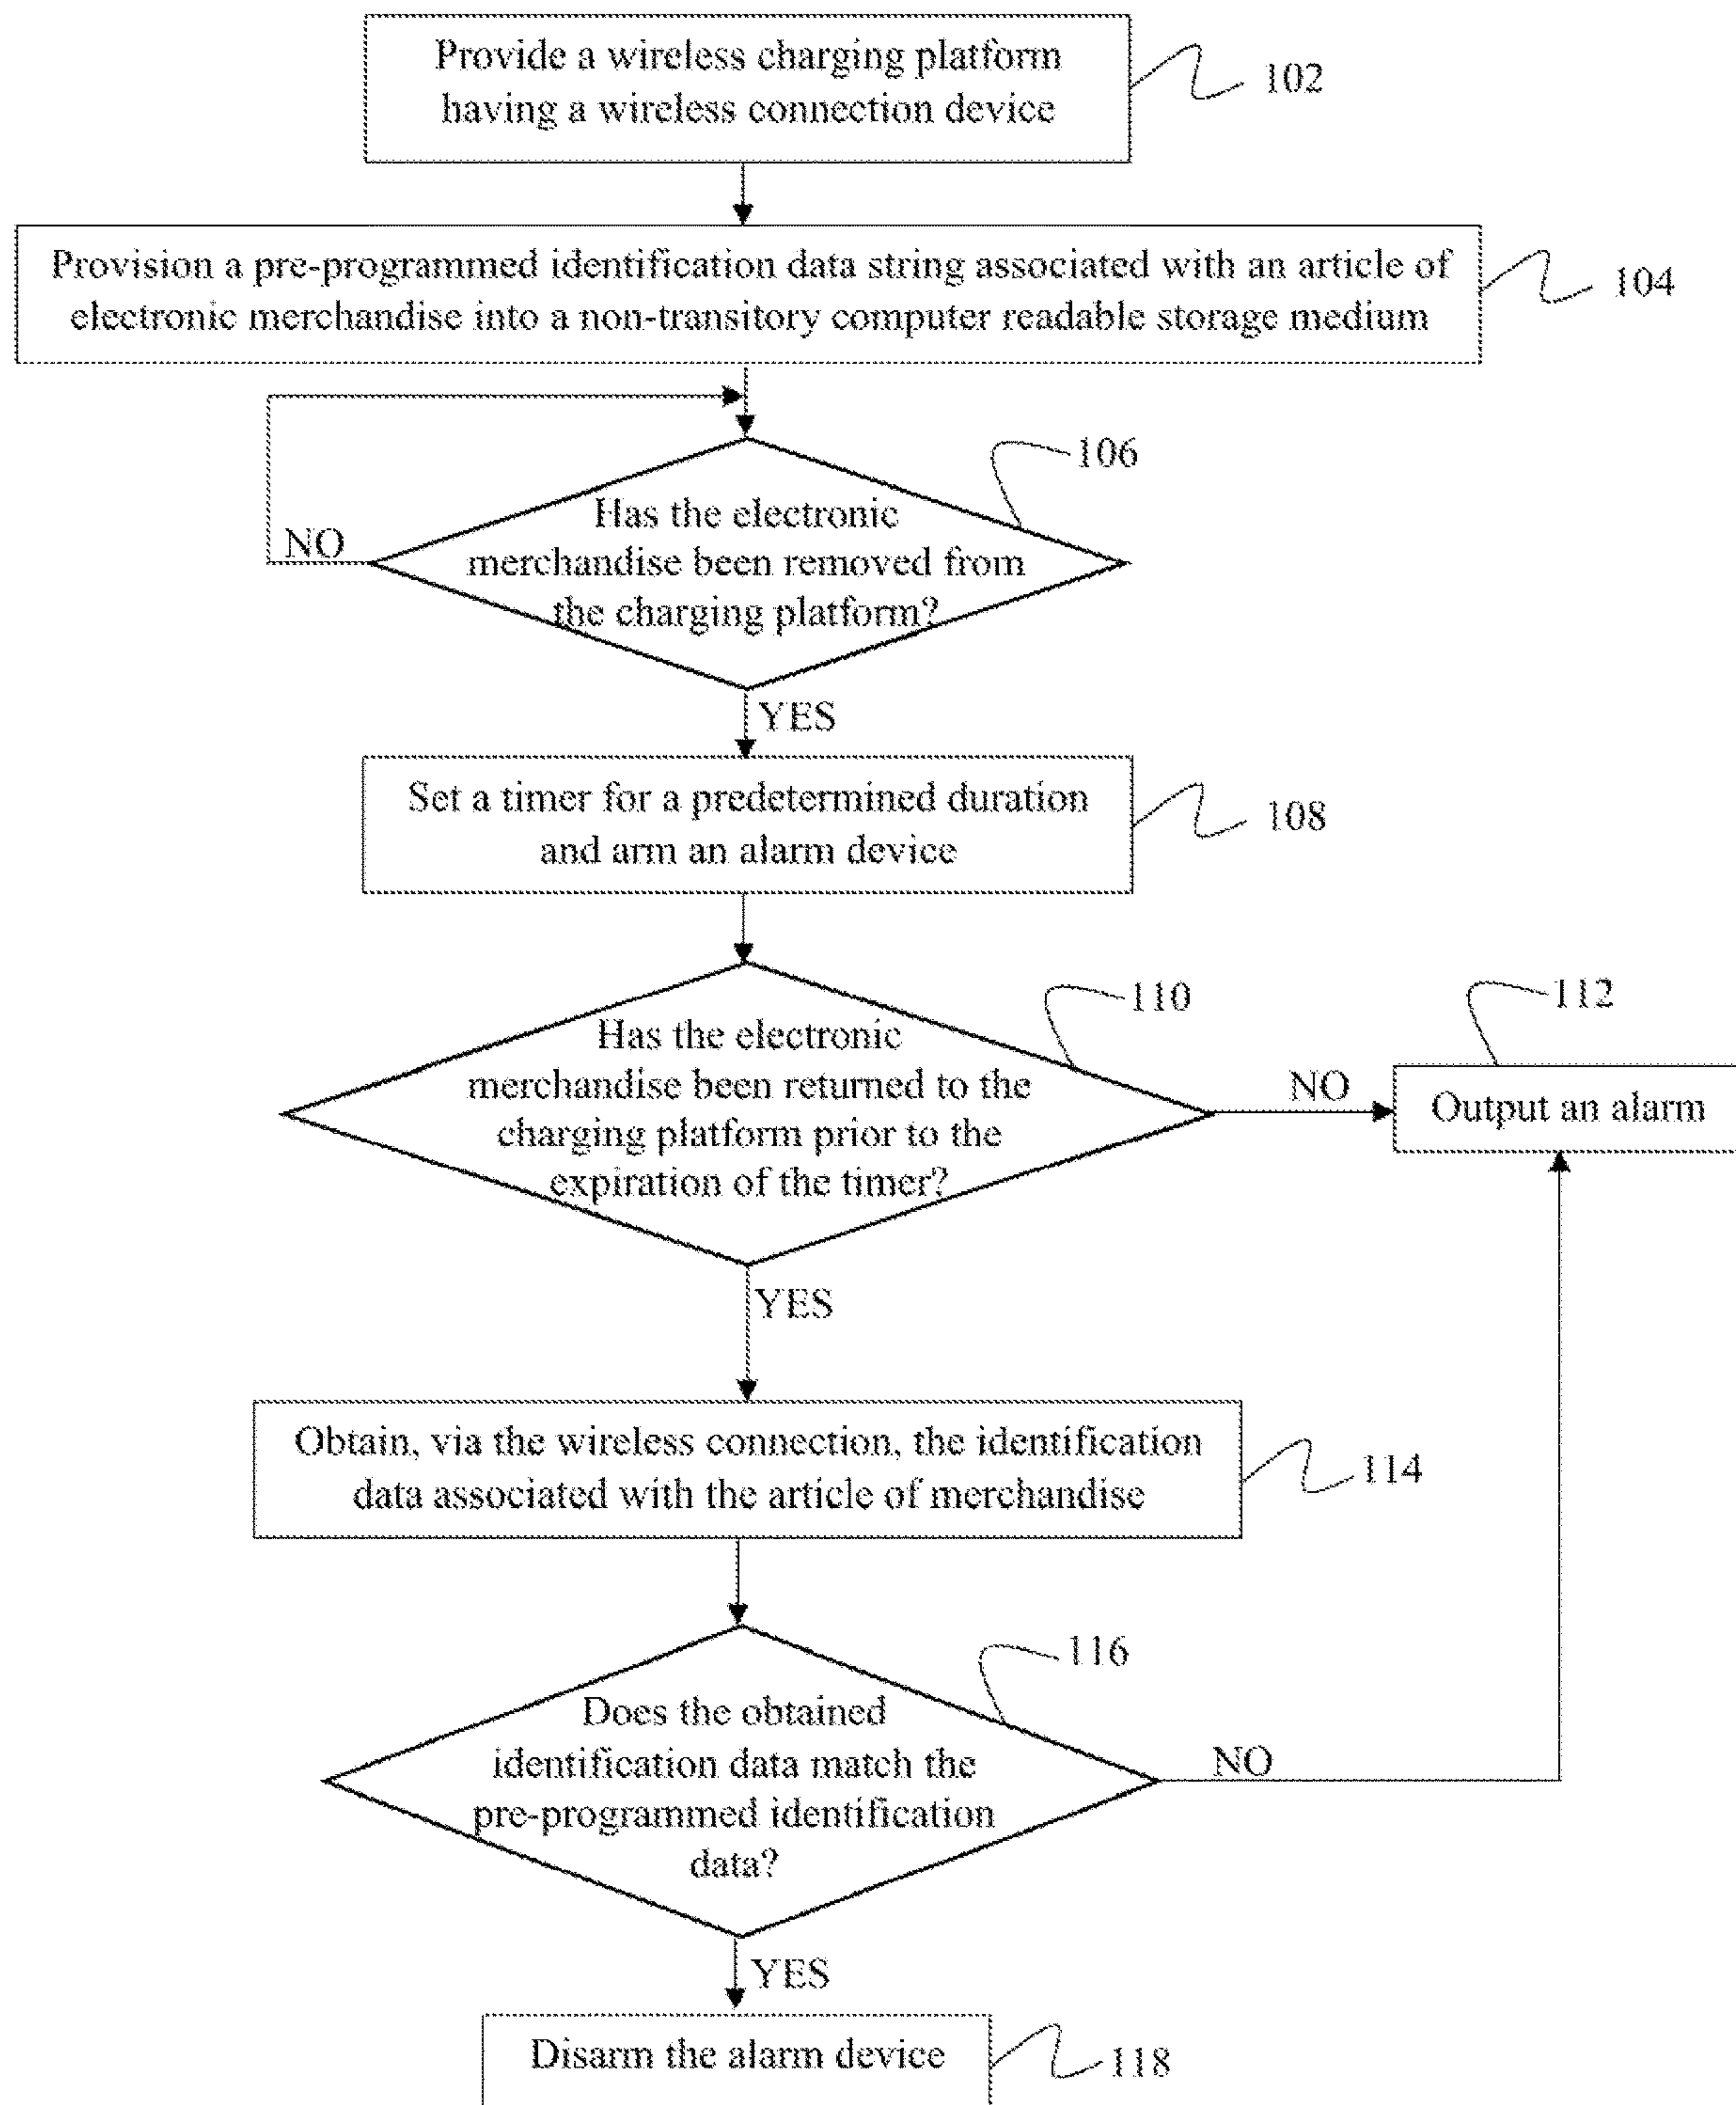 Provide a wireless charging platform
having a wireless connection device
102
Provision a pre-programmed identification data string associated with an article of
electronic merchandise into a non-transitory computer readable storage medium
104
106
Has the electronic
merchandise been removed from
the charging platform?
NO
YES
Set a timer for a predetermined duration
and arm an alarm device
108
110
112
Has the electronic
merchandise been returned to the
charging platform prior to the
expiration of the timer?
NO
Output an alarm
YES
Obtain, via the wireless connection, the identification
data associated with the article of merchandise
114
116
Does the obtained
identification data match the
pre-programmed identification
data?
NO
YES
Disarm the alarm device
118